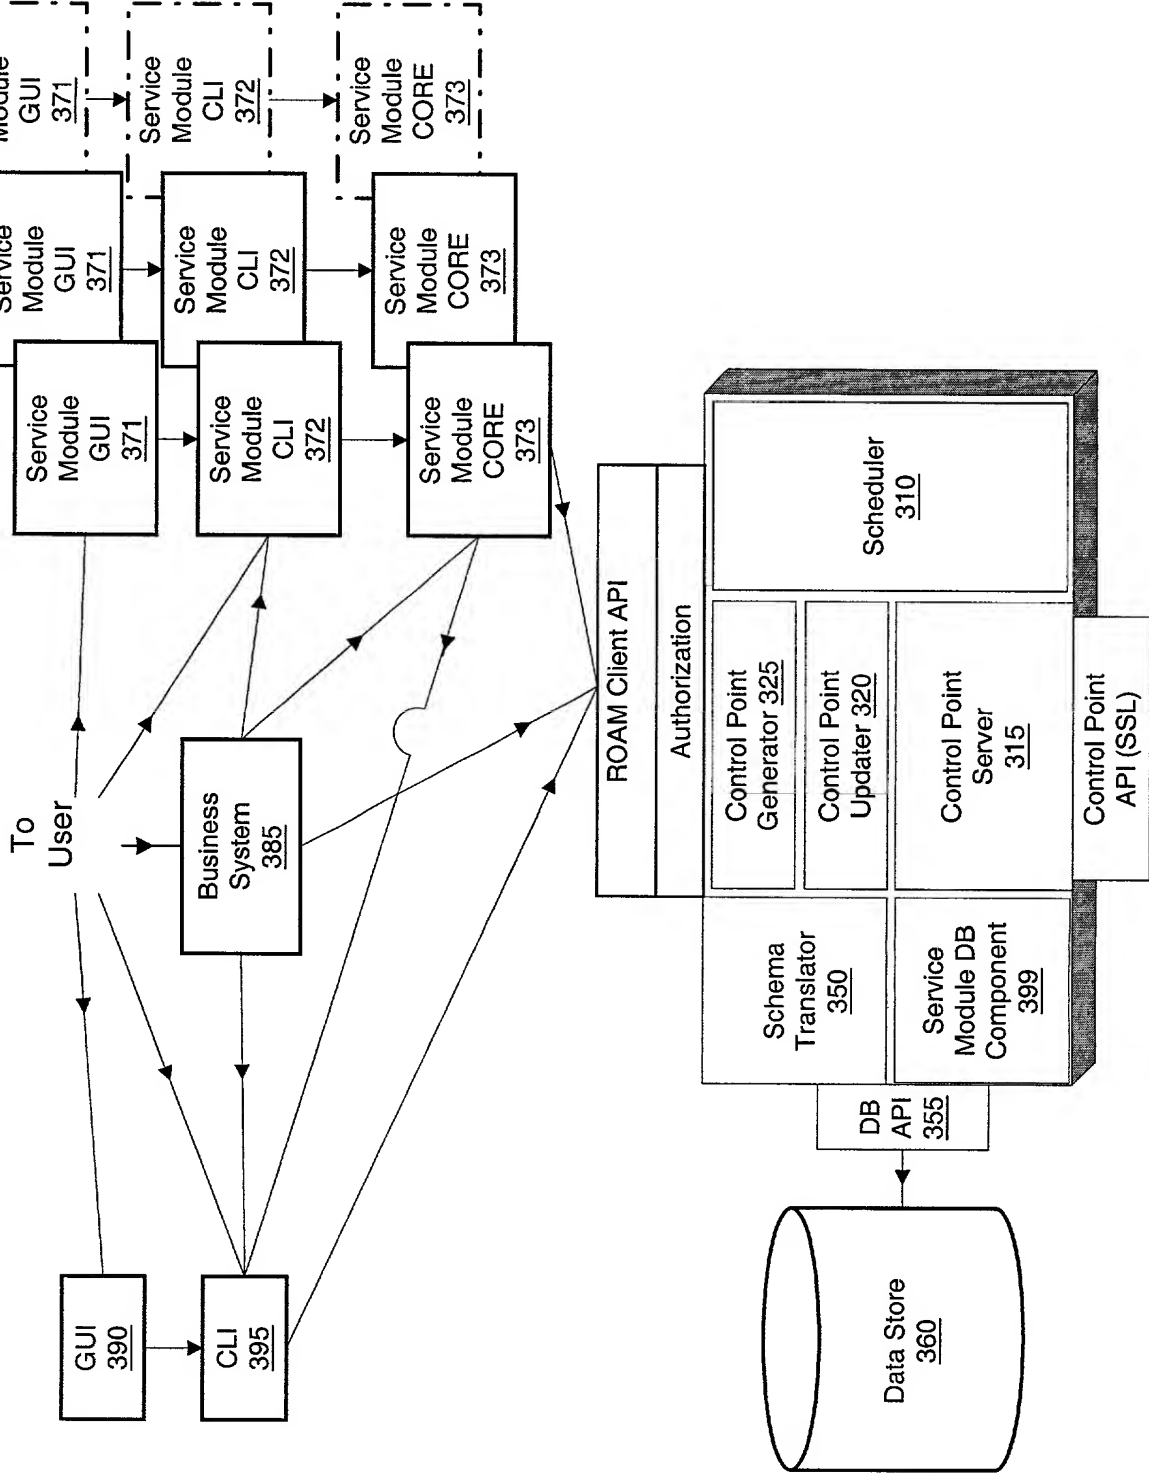 To
User
GUI
390
CLI
395
Business
System
385
Service
Module
GUI
371
Service
Module
CLI
372
Service
Module
CORE
373
Service
Module
GUI
371
Service
Module
CLI
372
Service
Module
CORE
373
Module
GUI
371
Service
Module
CLI
372
Service
Module
CORE
373
ROAM Client API
Authorization
Schema
Translator
350
Control Point
Generator 325
Control Point
Updater 320
Scheduler
310
Service
Module DB
Component
399
Control Point
Server
315
Control Point
API (SSL)
DB
API
355
Data Store
360